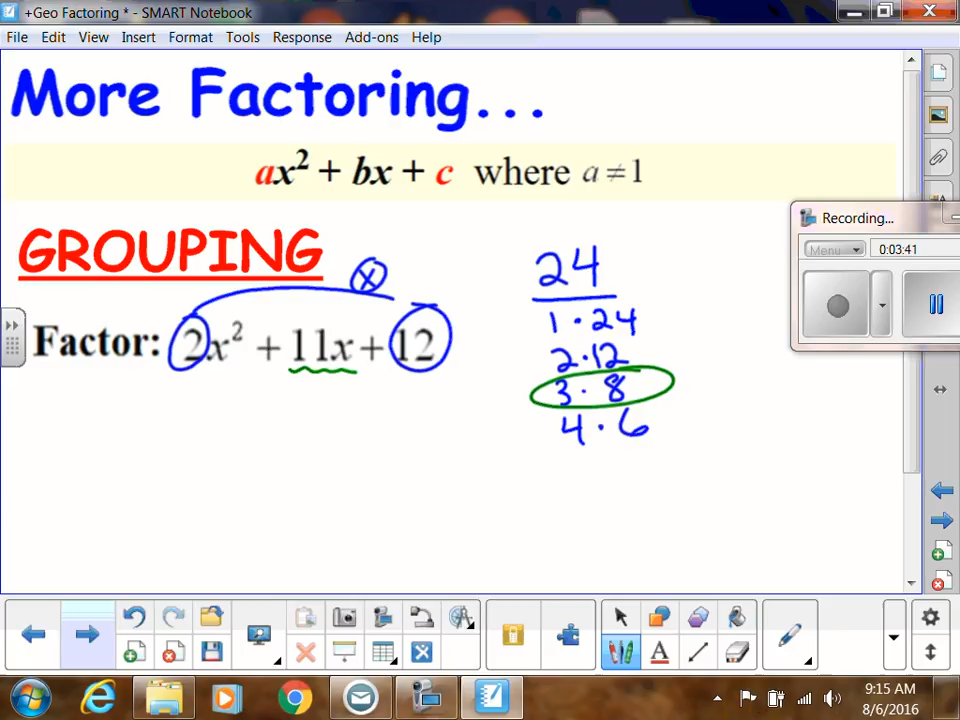 +Geo Factoring * - SMART Notebook
File Edit View Insert Format Tools Response Add-ons Help
More Factoring...
ax² + bx + c where a ≠ 1
GROUPING
Recording...
Menu
0:03:41
Factor: 2x² + 11x + 12
x
24
1 · 24
2 · 12
3 · 8
4 · 6
A
9:15 AM
8/6/2016